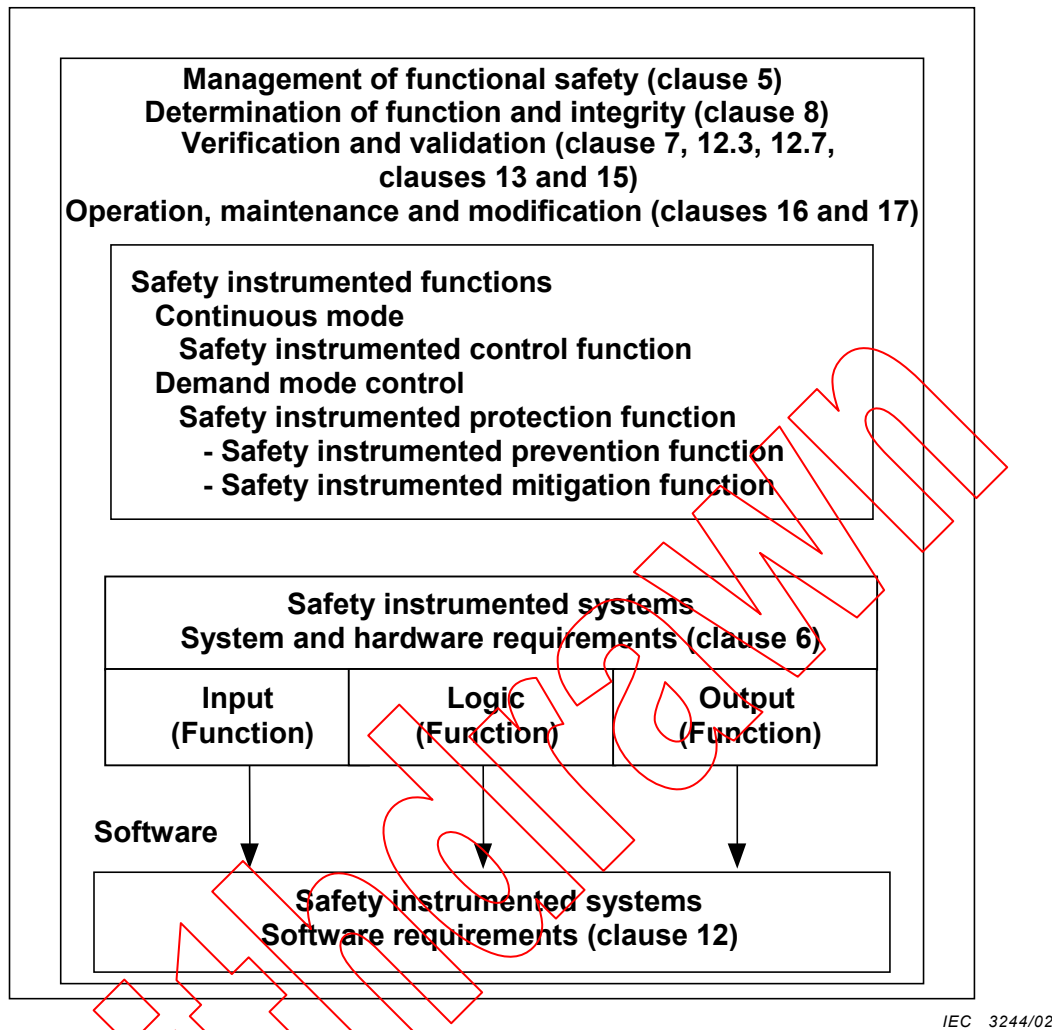 Management of functional safety (clause 5)
Determination of function and integrity (clause 8)
Verification and validation (clause 7, 12.3, 12.7,
clauses 13 and 15)
Operation, maintenance and modification (clauses 16 and 17)
Safety instrumented functions
Continuous mode
Safety instrumented control function
Demand mode control
Safety instrumented protection function
- Safety instrumented prevention function
- Safety instrumented mitigation function
Safety instrumented systems
System and hardware requirements (clause 6)
Input
(Function)
Logic
(Function)
Output
(Function)
Software
Safety instrumented systems
Software requirements (clause 12)
IEC 3244/02